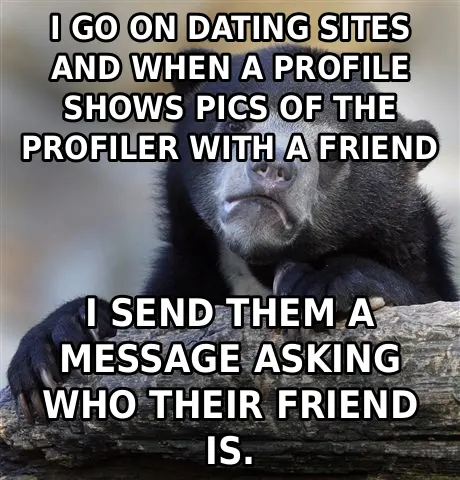 I GO ON DATING SITES
AND WHEN A PROFILE
SHOWS PICS OF THE
PROFILER WITH A FRIEND
I SEND THEM A
MESSAGE ASKING
WHO THEIR FRIEND
IS.